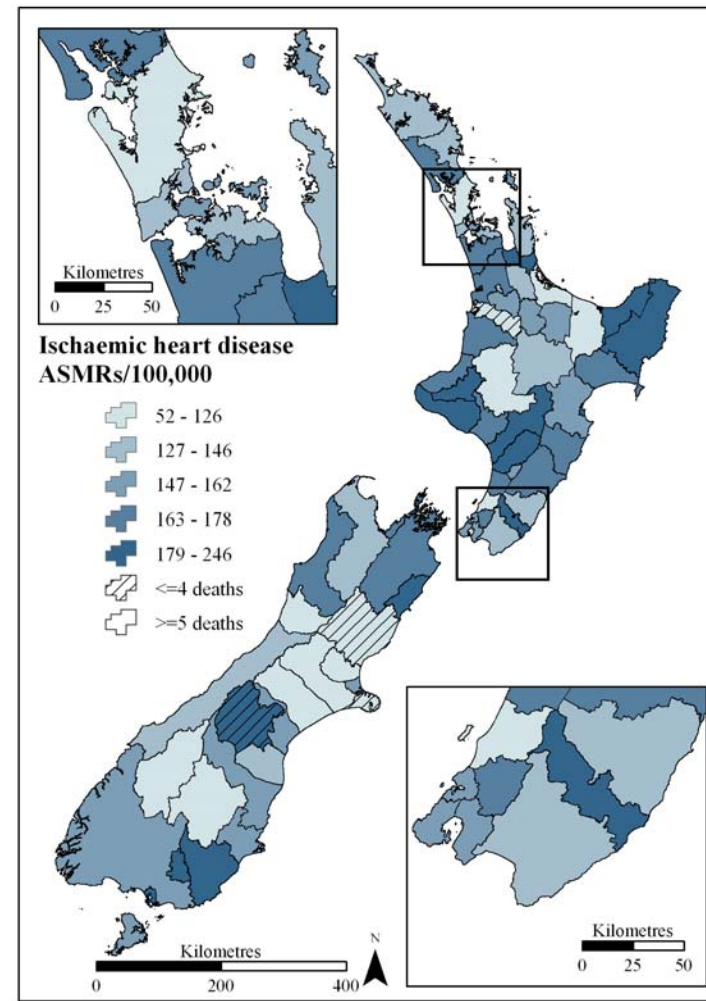 Kilometres
0 25 50
Ischaemic heart disease
ASMRs/100,000
52 - 126
127 - 146
147 - 162
163 - 178
179 - 246
<=4 deaths
>=5 deaths
Kilometres
0 200 400
N
Kilometres
0 25 50